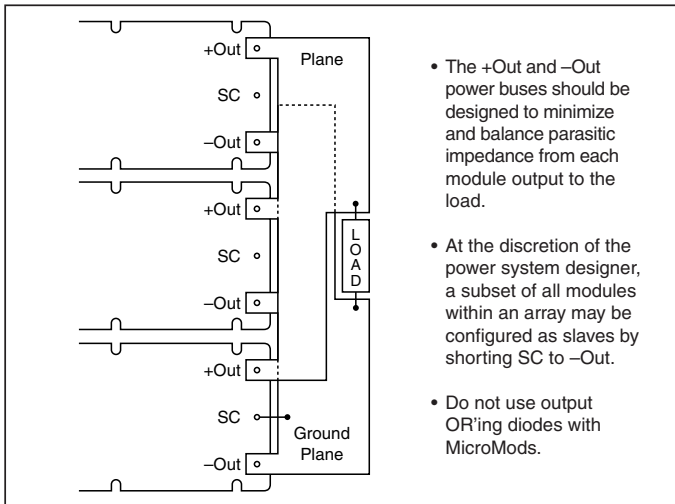 +Out
Plane
SC
–Out
+Out
SC
–Out
LOAD
+Out
SC
Ground
Plane
–Out
• The +Out and –Out
power buses should be
designed to minimize
and balance parasitic
impedance from each
module output to the
load.
• At the discretion of the
power system designer,
a subset of all modules
within an array may be
configured as slaves by
shorting SC to –Out.
• Do not use output
OR'ing diodes with
MicroMods.